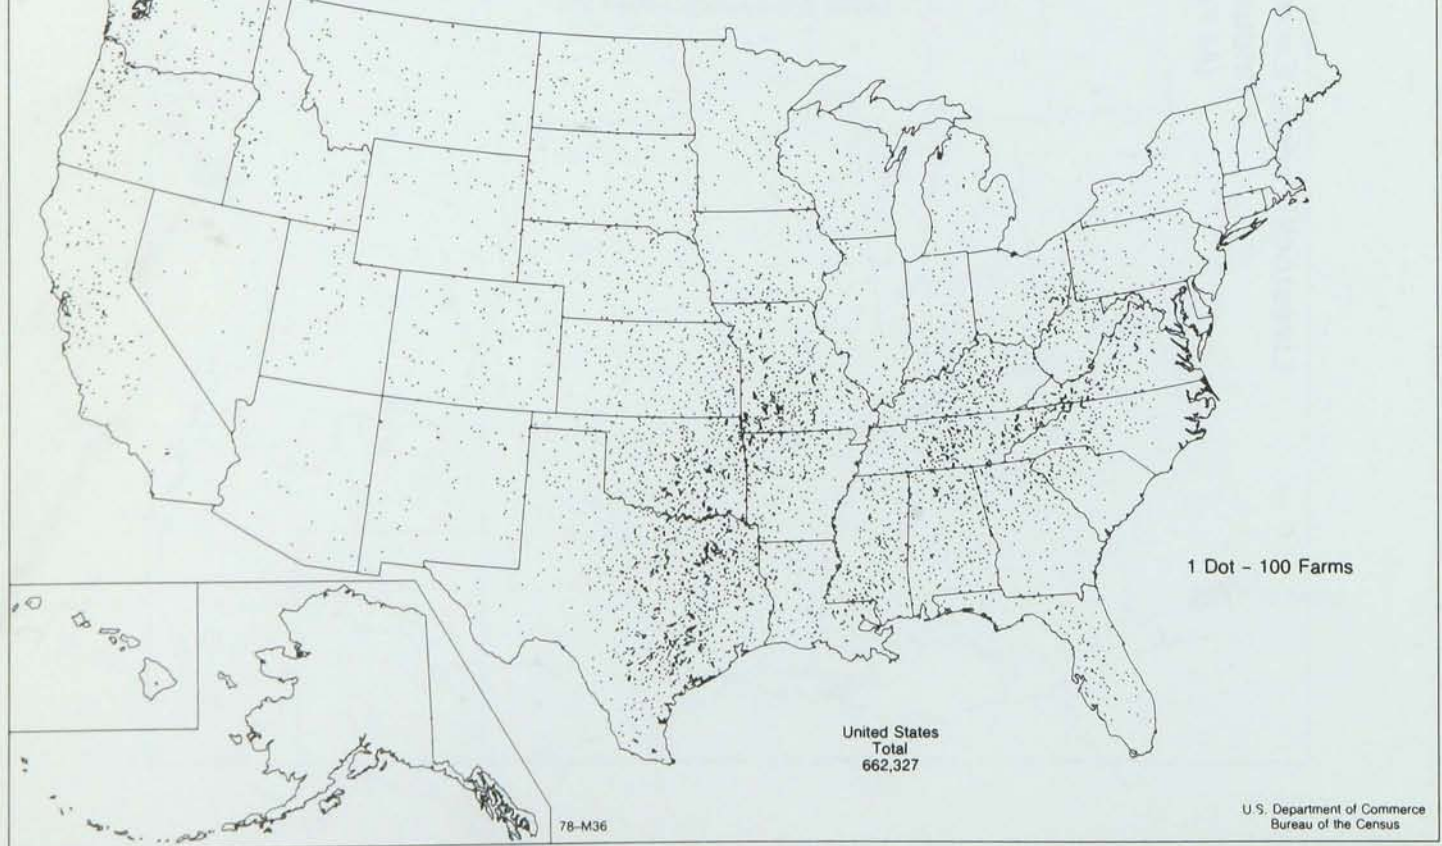 1 Dot – 100 Farms
United States
Total
662,327
78–M36
U.S. Department of Commerce
Bureau of the Census